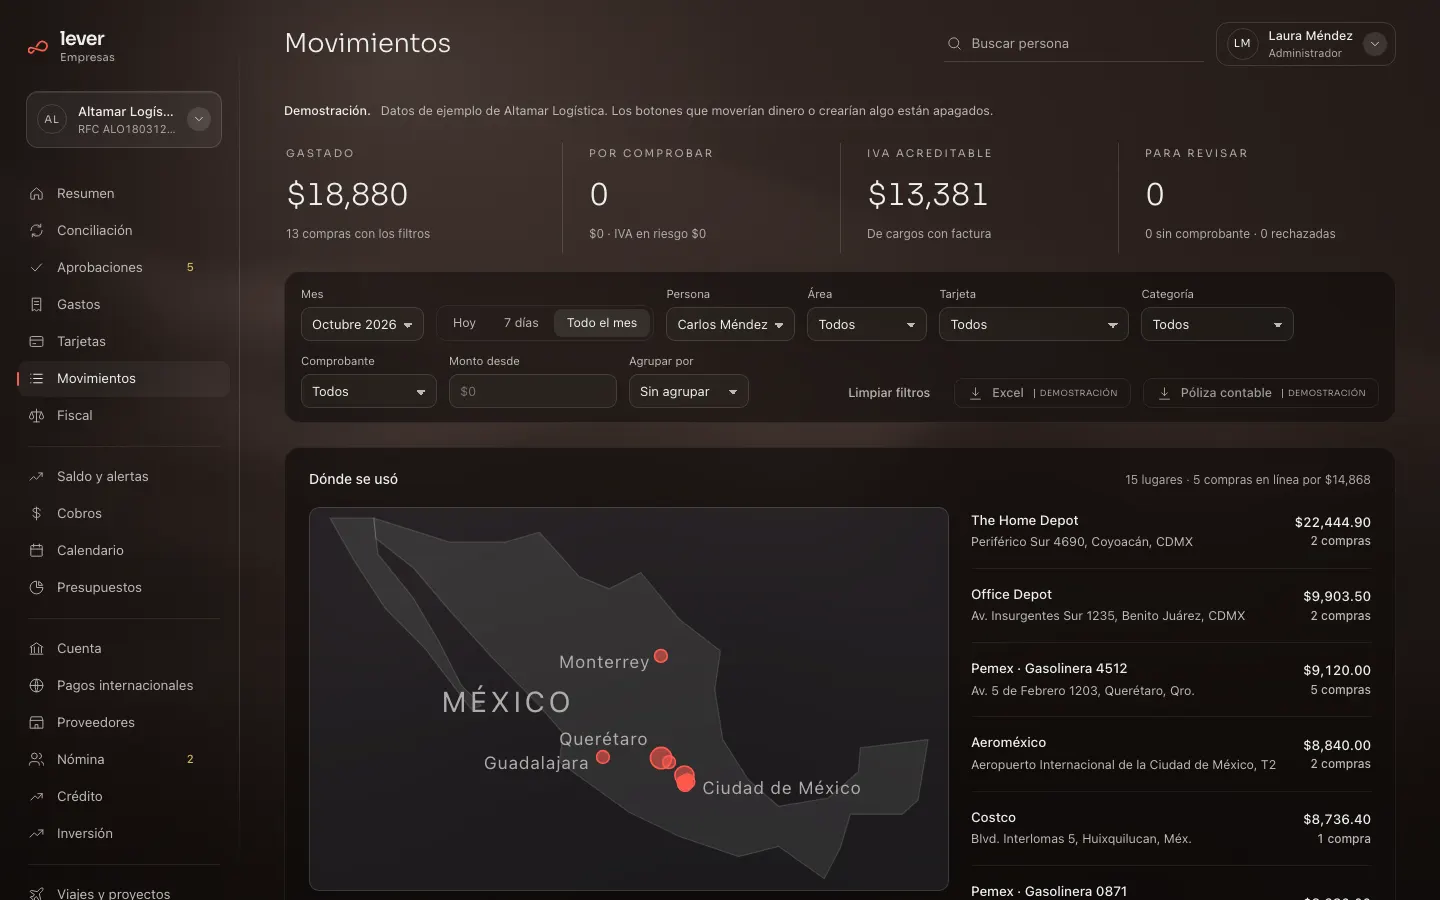 lever
Empresas
AL
Altamar Logís...
RFC ALO180312...
Resumen
Conciliación
Aprobaciones 5
Gastos
Tarjetas
Movimientos
Fiscal
Saldo y alertas
Cobros
Calendario
Presupuestos
Cuenta
Pagos internacionales
Proveedores
Nómina 2
Crédito
Inversión
Viajes y proyectos
Movimientos
Buscar persona
LM
Laura Méndez
Administrador
Demostración. Datos de ejemplo de Altamar Logística. Los botones que moverían dinero o crearían algo están apagados.
GASTADO
$18,880
13 compras con los filtros
POR COMPROBAR
0
$0 · IVA en riesgo $0
IVA ACREDITABLE
$13,381
De cargos con factura
PARA REVISAR
0
0 sin comprobante · 0 rechazadas
Mes
Octubre 2026
Hoy 7 días Todo el mes
Persona
Carlos Méndez
Área
Todos
Tarjeta
Todos
Categoría
Todos
Comprobante
Todos
Monto desde
$0
Agrupar por
Sin agrupar
Limpiar filtros
Excel | DEMOSTRACIÓN
Póliza contable | DEMOSTRACIÓN
Dónde se usó
15 lugares · 5 compras en línea por $14,868
Monterrey
MÉXICO
Querétaro
Guadalajara
Ciudad de México
The Home Depot $22,444.90
Periférico Sur 4690, Coyoacán, CDMX 2 compras
Office Depot $9,903.50
Av. Insurgentes Sur 1235, Benito Juárez, CDMX 2 compras
Pemex · Gasolinera 4512 $9,120.00
Av. 5 de Febrero 1203, Querétaro, Qro. 5 compras
Aeroméxico $8,840.00
Aeropuerto Internacional de la Ciudad de México, T2 2 compras
Costco $8,736.40
Blvd. Interlomas 5, Huixquilucan, Méx. 1 compra
Pemex · Gasolinera 0871